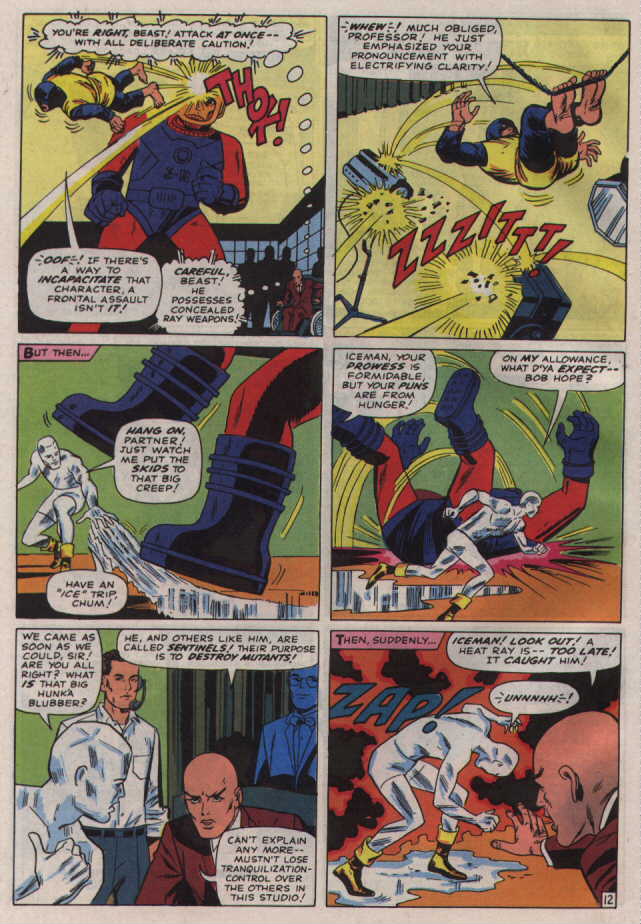 YOU'RE RIGHT, BEAST! ATTACK AT ONCE--
WITH ALL DELIBERATE CAUTION!
THOK!
OOF! IF THERE'S
A WAY TO
INCAPACITATE THAT
CHARACTER, A
FRONTAL ASSAULT
ISN'T IT!
CAREFUL,
BEAST! HE
POSSESSES
CONCEALED
RAY WEAPONS!
WHEW! MUCH OBLIGED,
PROFESSOR! HE JUST
EMPHASIZED YOUR
PRONOUNCEMENT WITH
ELECTRIFYING CLARITY!
ZZZITTT!
BUT THEN...
HANG ON,
PARTNER!
JUST WATCH
ME PUT THE
SKIDS TO
THAT BIG
CREEP!
HAVE AN
"ICE" TRIP,
CHUM!
ICEMAN, YOUR
PROWESS IS
FORMIDABLE,
BUT YOUR PUNS
ARE FROM
HUNGER!
ON MY ALLOWANCE,
WHAT D'YA EXPECT--
BOB HOPE?
WE CAME AS
SOON AS WE
COULD, SIR!
ARE YOU ALL
RIGHT? WHAT
IS THAT BIG
HUNKA
BLUBBER?
HE, AND OTHERS LIKE HIM, ARE
CALLED SENTINELS! THEIR PURPOSE
IS TO DESTROY MUTANTS!
CAN'T EXPLAIN
ANY MORE--
MUSTN'T LOSE
TRANQUILIZATION-
CONTROL OVER
THE OTHERS IN
THIS STUDIO!
THEN, SUDDENLY...
ICEMAN! LOOK OUT! A
HEAT RAY IS-- TOO LATE!
IT CAUGHT HIM!
ZAP!
UNNNHH!
12